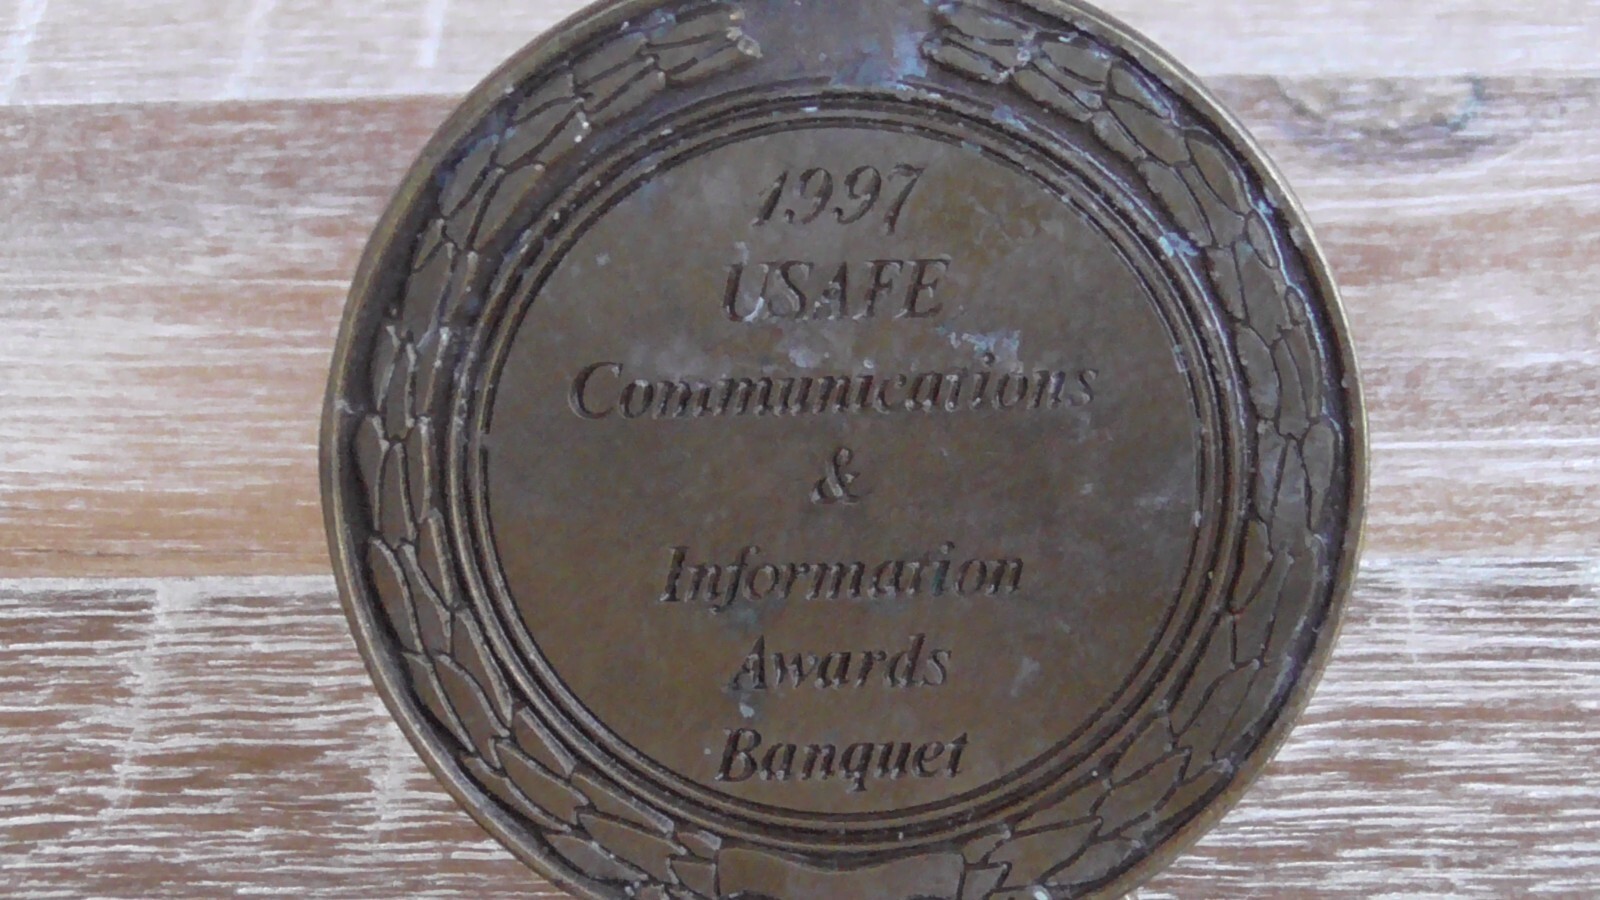 1997
USAFE
Communications
&
Information
Awards
Banquet